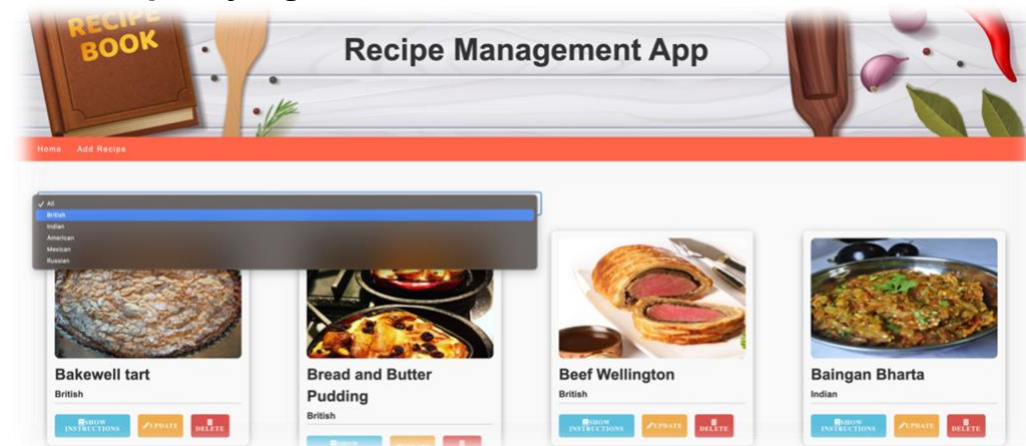 RECIPE
BOOK
Recipe Management App
Home Add Recipe
✓ All
British
Indian
American
Mexican
Russian
Bakewell tart
British
SHOW
INSTRUCTIONS
UPDATE
DELETE
Bread and Butter
Pudding
British
SHOW
Beef Wellington
British
SHOW
INSTRUCTIONS
UPDATE
DELETE
Baingan Bharta
Indian
SHOW
INSTRUCTIONS
UPDATE
DELETE